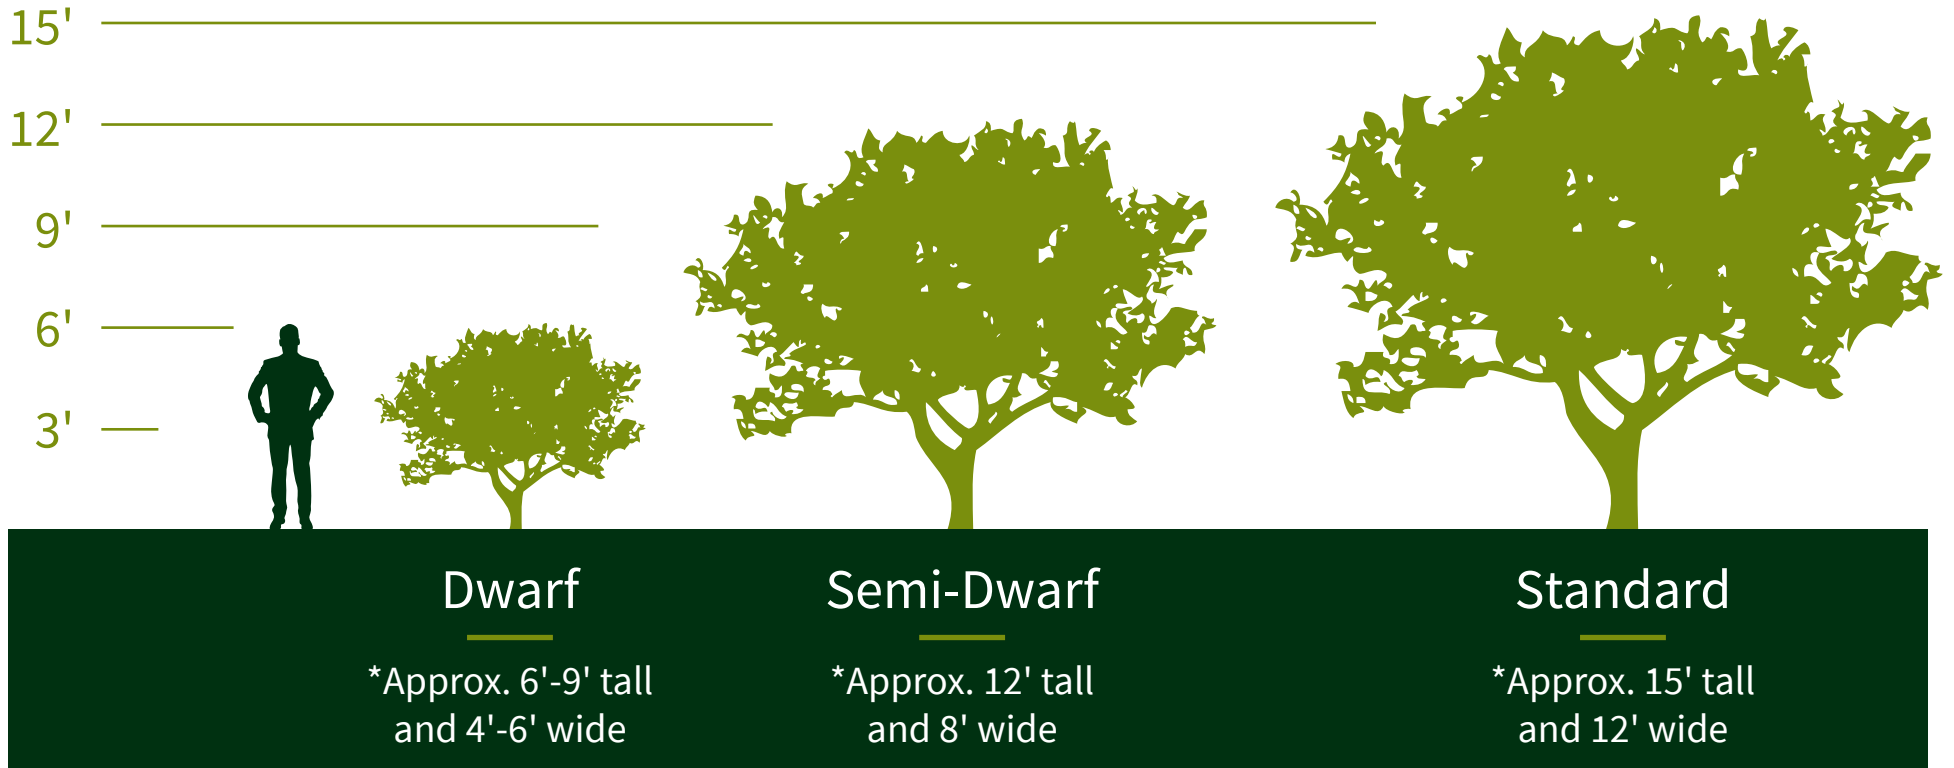 15'
12'
9'
6'
3'
Dwarf
*Approx. 6'-9' tall
and 4'-6' wide
Semi-Dwarf
*Approx. 12' tall
and 8' wide
Standard
*Approx. 15' tall
and 12' wide